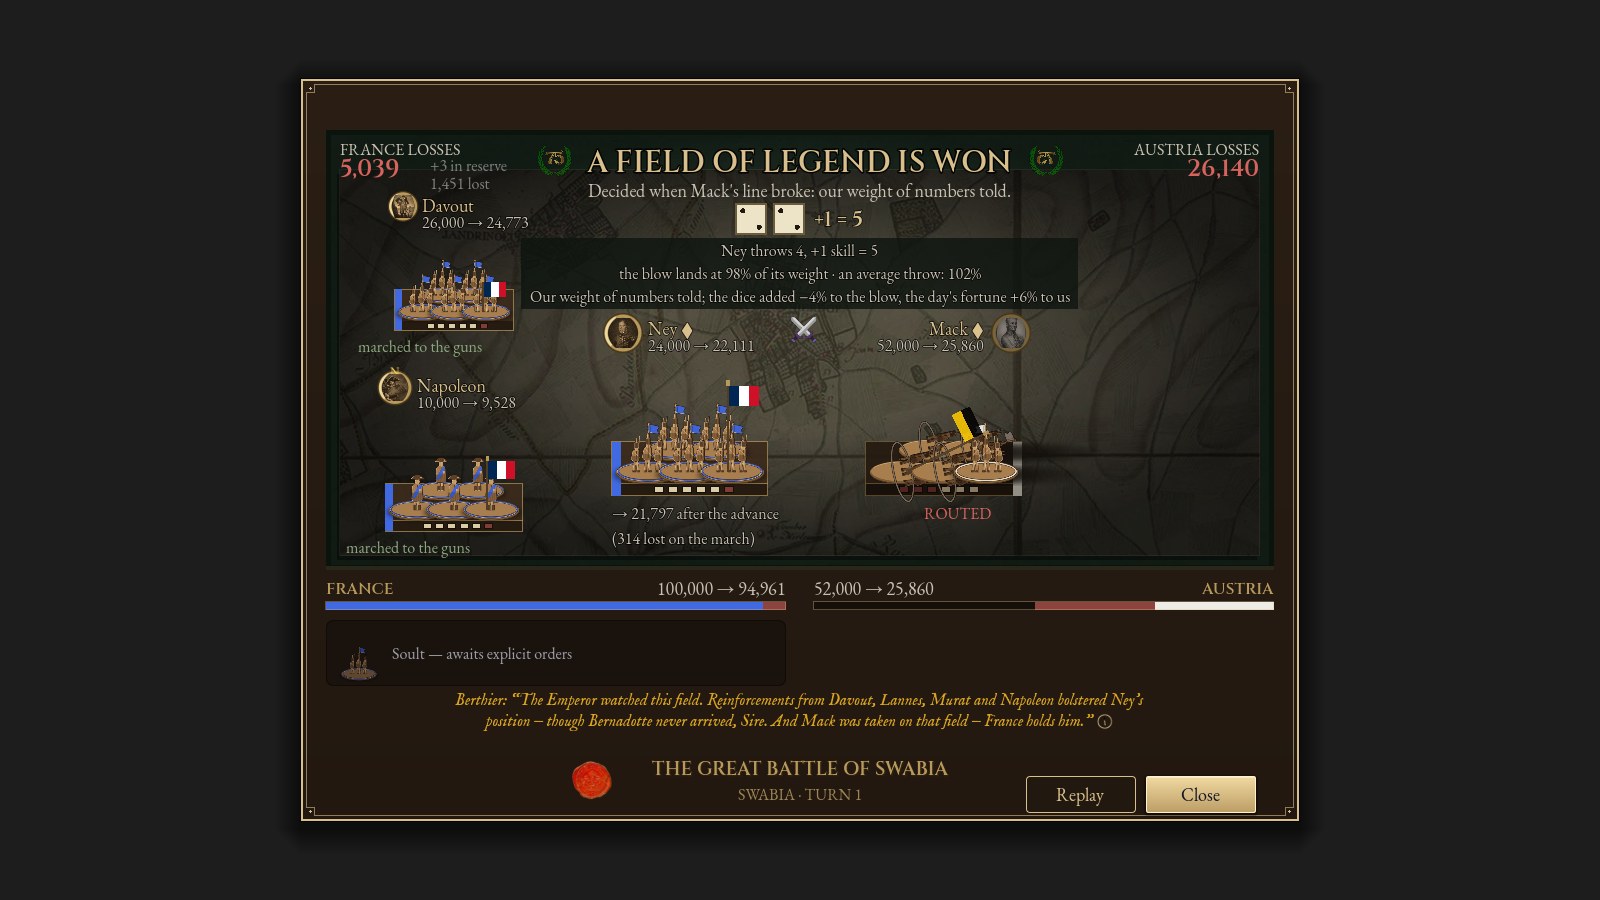 FRANCE LOSSES
5,039
+3 in reserve
1,451 lost
A FIELD OF LEGEND IS WON
AUSTRIA LOSSES
26,140
Decided when Mack's line broke: our weight of numbers told.
+1 = 5
Davout
26,000 → 24,773
Ney throws 4, +1 skill = 5
the blow lands at 98% of its weight · an average throw: 102%
Our weight of numbers told; the dice added −4% to the blow, the day's fortune +6% to us
marched to the guns
Ney
24,000 → 22,111
Mack
52,000 → 25,860
Napoleon
10,000 → 9,528
→ 21,797 after the advance
(314 lost on the march)
ROUTED
marched to the guns
FRANCE
100,000 → 94,961
52,000 → 25,860
AUSTRIA
Soult — awaits explicit orders
Berthier: “The Emperor watched this field. Reinforcements from Davout, Lannes, Murat and Napoleon bolstered Ney’s
position – though Bernadotte never arrived, Sire. And Mack was taken on that field – France holds him.”
THE GREAT BATTLE OF SWABIA
SWABIA · TURN 1
Replay
Close